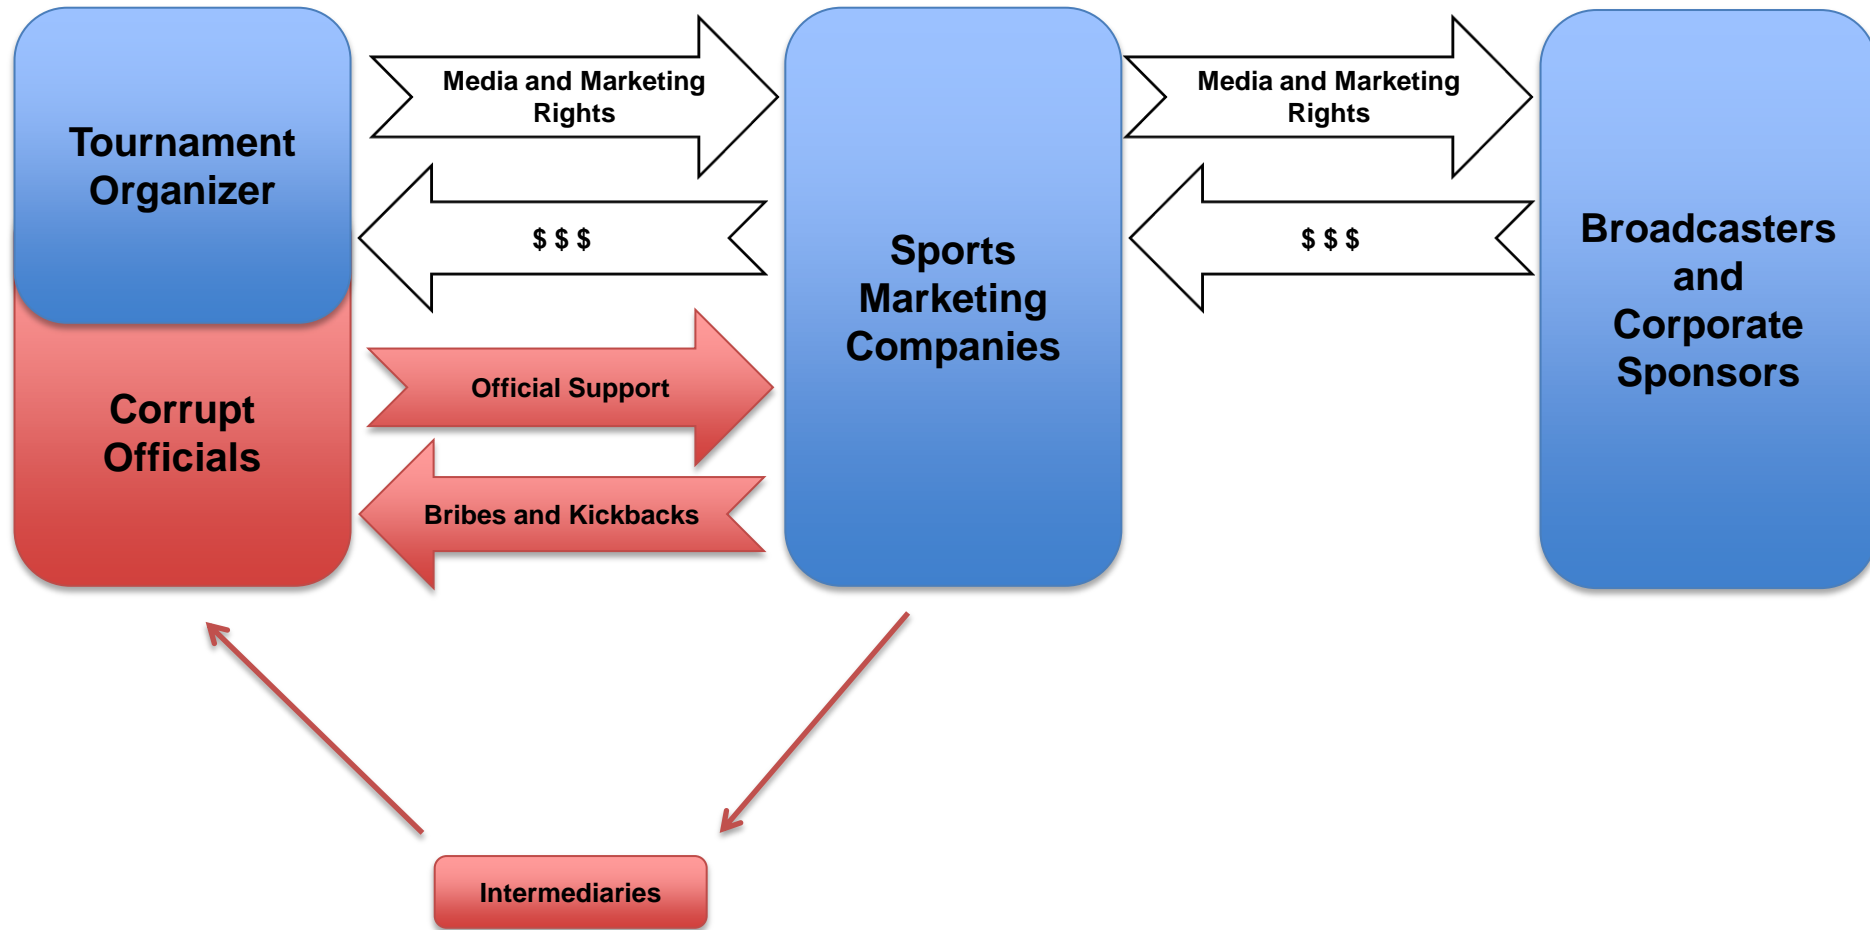 Tournament
Organizer
Corrupt
Officials
Media and Marketing
Rights
$ $ $
Official Support
Bribes and Kickbacks
Sports
Marketing
Companies
Media and Marketing
Rights
$ $ $
Broadcasters
and
Corporate
Sponsors
Intermediaries